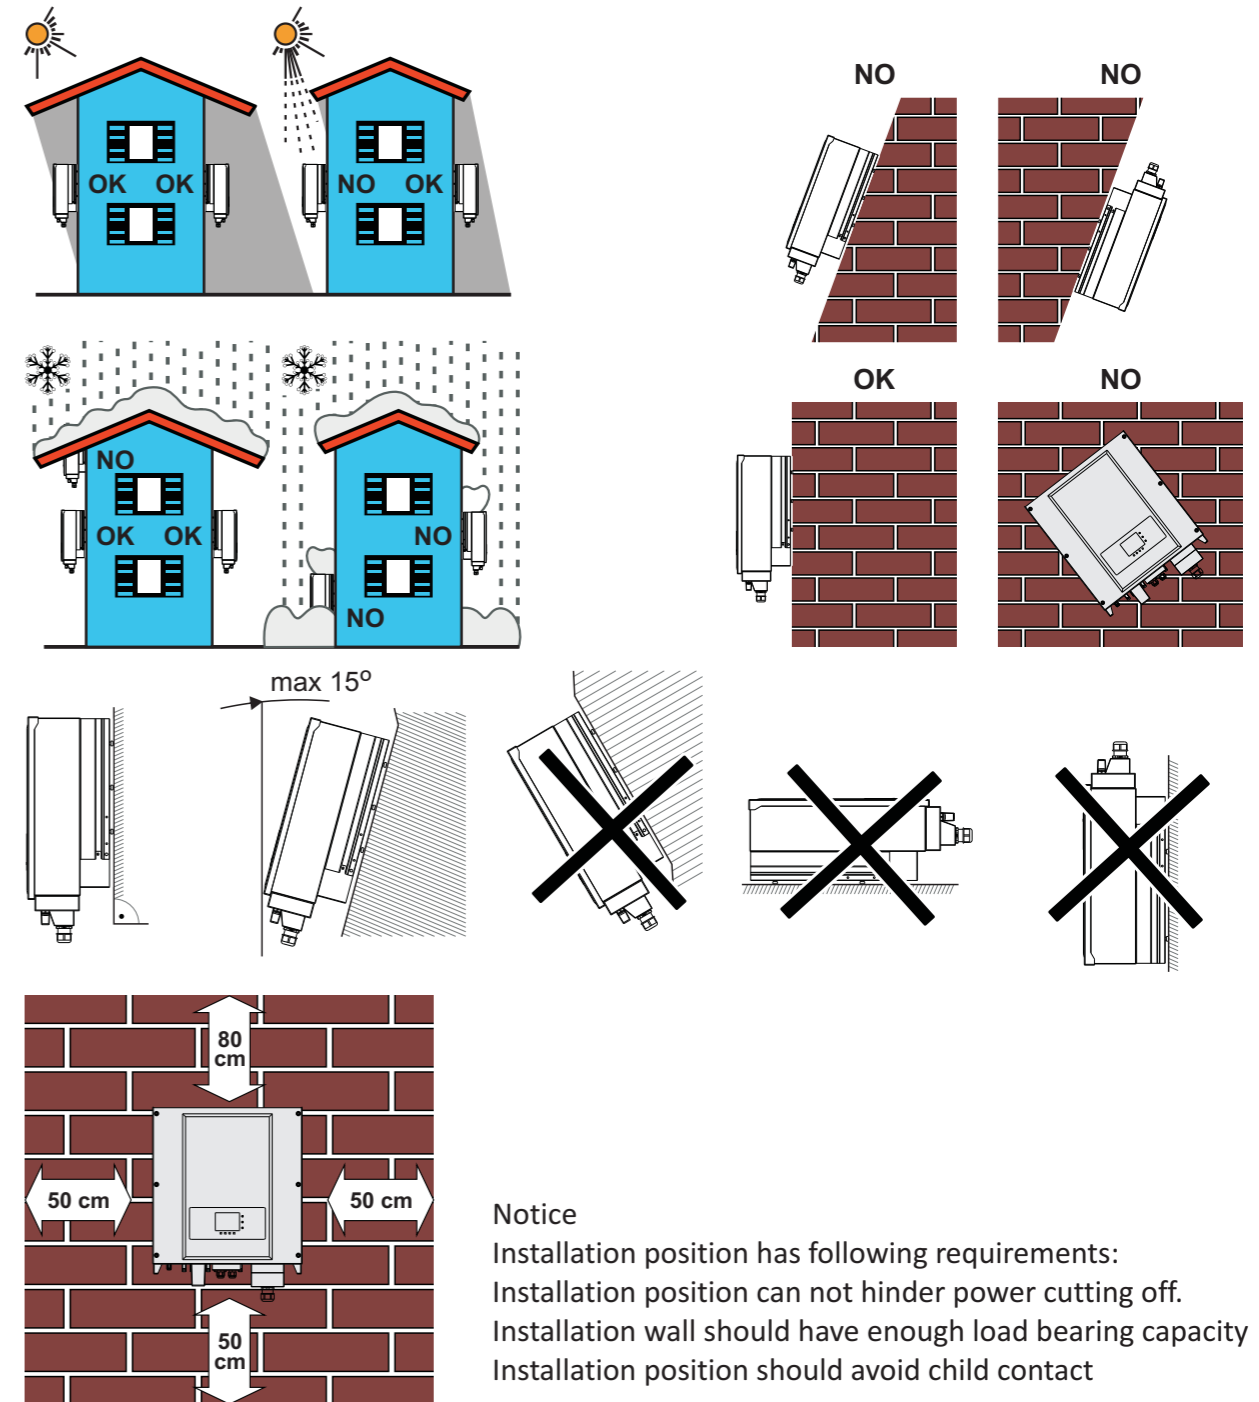 OK OK
NO OK
NO
OK OK
NO
NO
NO NO
OK NO
max 15°
80
cm
50 cm
50 cm
50
cm
Notice
Installation position has following requirements:
Installation position can not hinder power cutting off.
Installation wall should have enough load bearing capacity
Installation position should avoid child contact